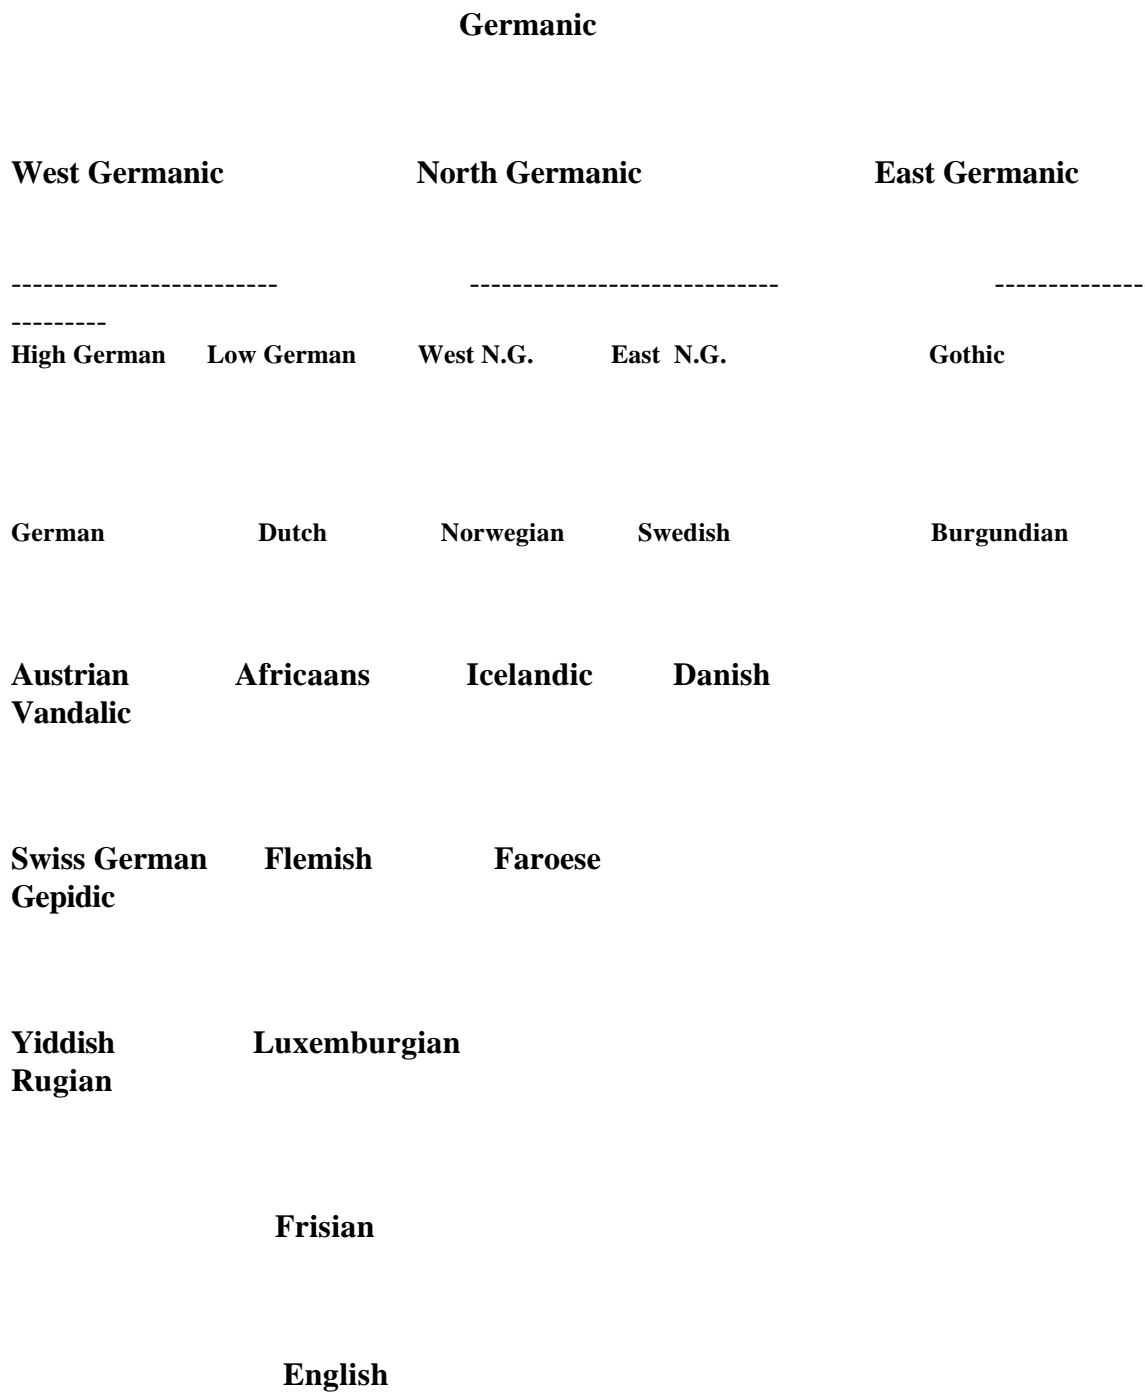 Germanic
West Germanic North Germanic East Germanic
------------------------- ----------------------------- --------------
---------
High German Low German West N.G. East N.G. Gothic
German Dutch Norwegian Swedish Burgundian
Austrian Africaans Icelandic Danish
Vandalic
Swiss German Flemish Faroese
Gepidic
Yiddish Luxemburgian
Rugian
Frisian
English